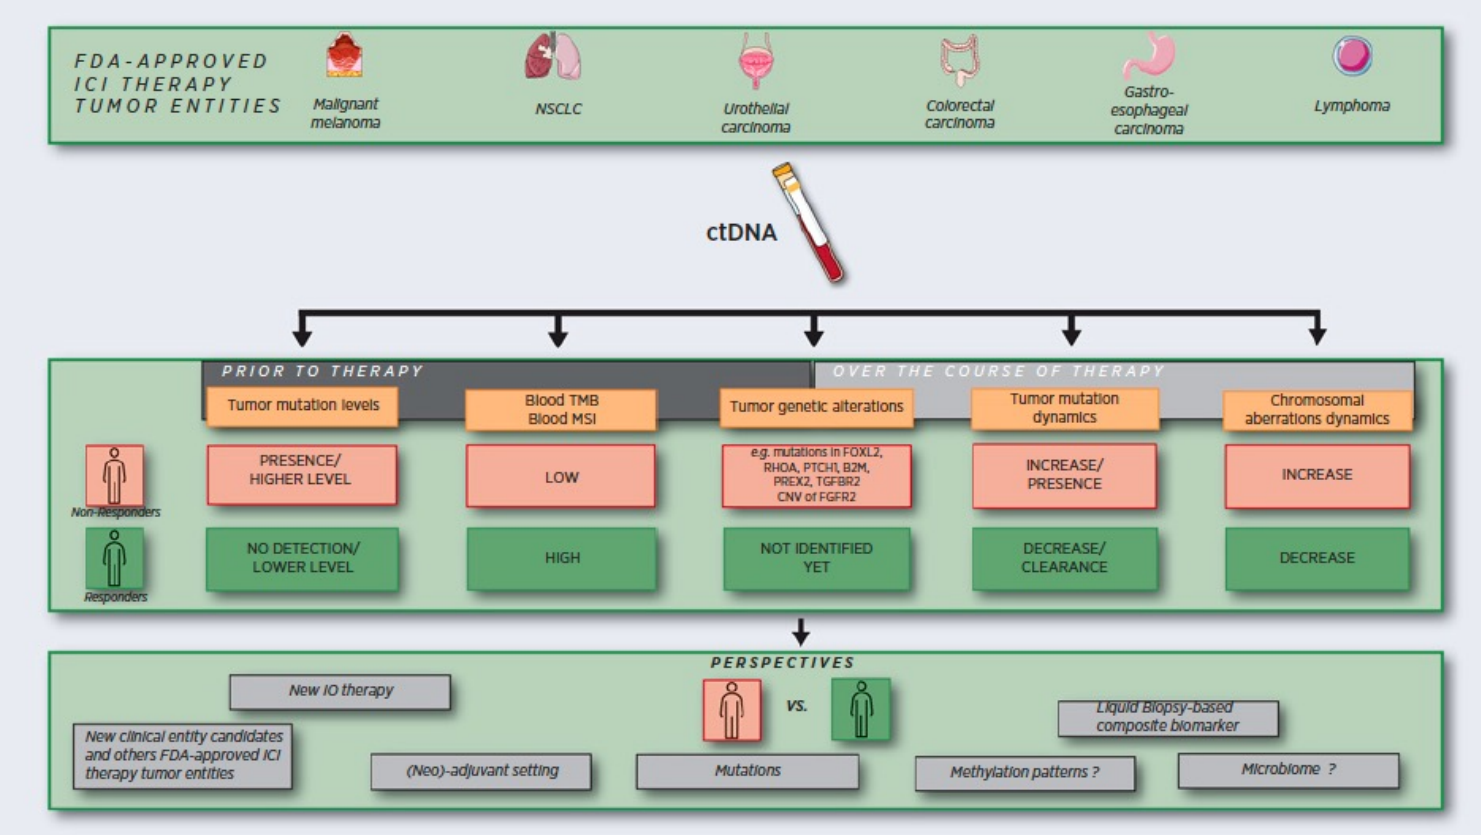 FDA-APPROVED
ICI THERAPY
TUMOR ENTITIES
Malignant
melanoma
NSCLC
Urothelial
carcinoma
Colorectal
carcinoma
Gastro-
esophageal
carcinoma
Lymphoma
ctDNA
PRIOR TO THERAPY
OVER THE COURSE OF THERAPY
Tumor mutation levels
Blood TMB
Blood MSI
Tumor genetic alterations
Tumor mutation
dynamics
Chromosomal
aberrations dynamics
Non-Responders
PRESENCE/
HIGHER LEVEL
LOW
e.g. mutations in FOXL2,
RHOA, PTCH1, B2M,
PREX2, TGFBR2
CNV of FGFR2
INCREASE/
PRESENCE
INCREASE
Responders
NO DETECTION/
LOWER LEVEL
HIGH
NOT IDENTIFIED
YET
DECREASE/
CLEARANCE
DECREASE
PERSPECTIVES
New IO therapy
VS.
Liquid Biopsy-based
composite biomarker
New clinical entity candidates
and others FDA-approved ICI
therapy tumor entities
(Neo)-adjuvant setting
Mutations
Methylation patterns ?
Microbiome ?